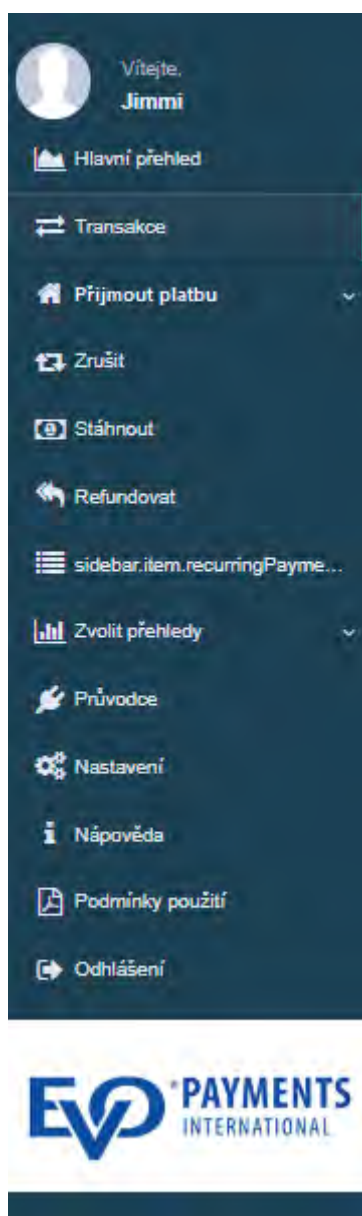 Vítejte,
Jimmi
Hlavní přehled
Transakce
Přijmout platbu
Zrušit
Stáhnout
Refundovat
sidebar.item.recurringPayme...
Zvolit přehledy
Průvodce
Nastavení
Nápověda
Podmínky použití
Odhlášení
EVO PAYMENTS
INTERNATIONAL